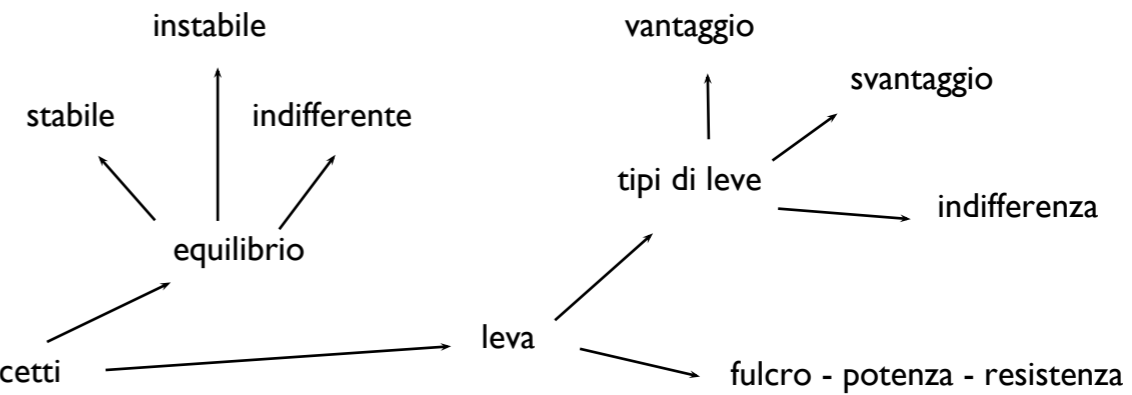 instabile
vantaggio
svantaggio
stabile
indifferente
tipi di leve
indifferenza
equilibrio
leva
cetti
fulcro - potenza - resistenza